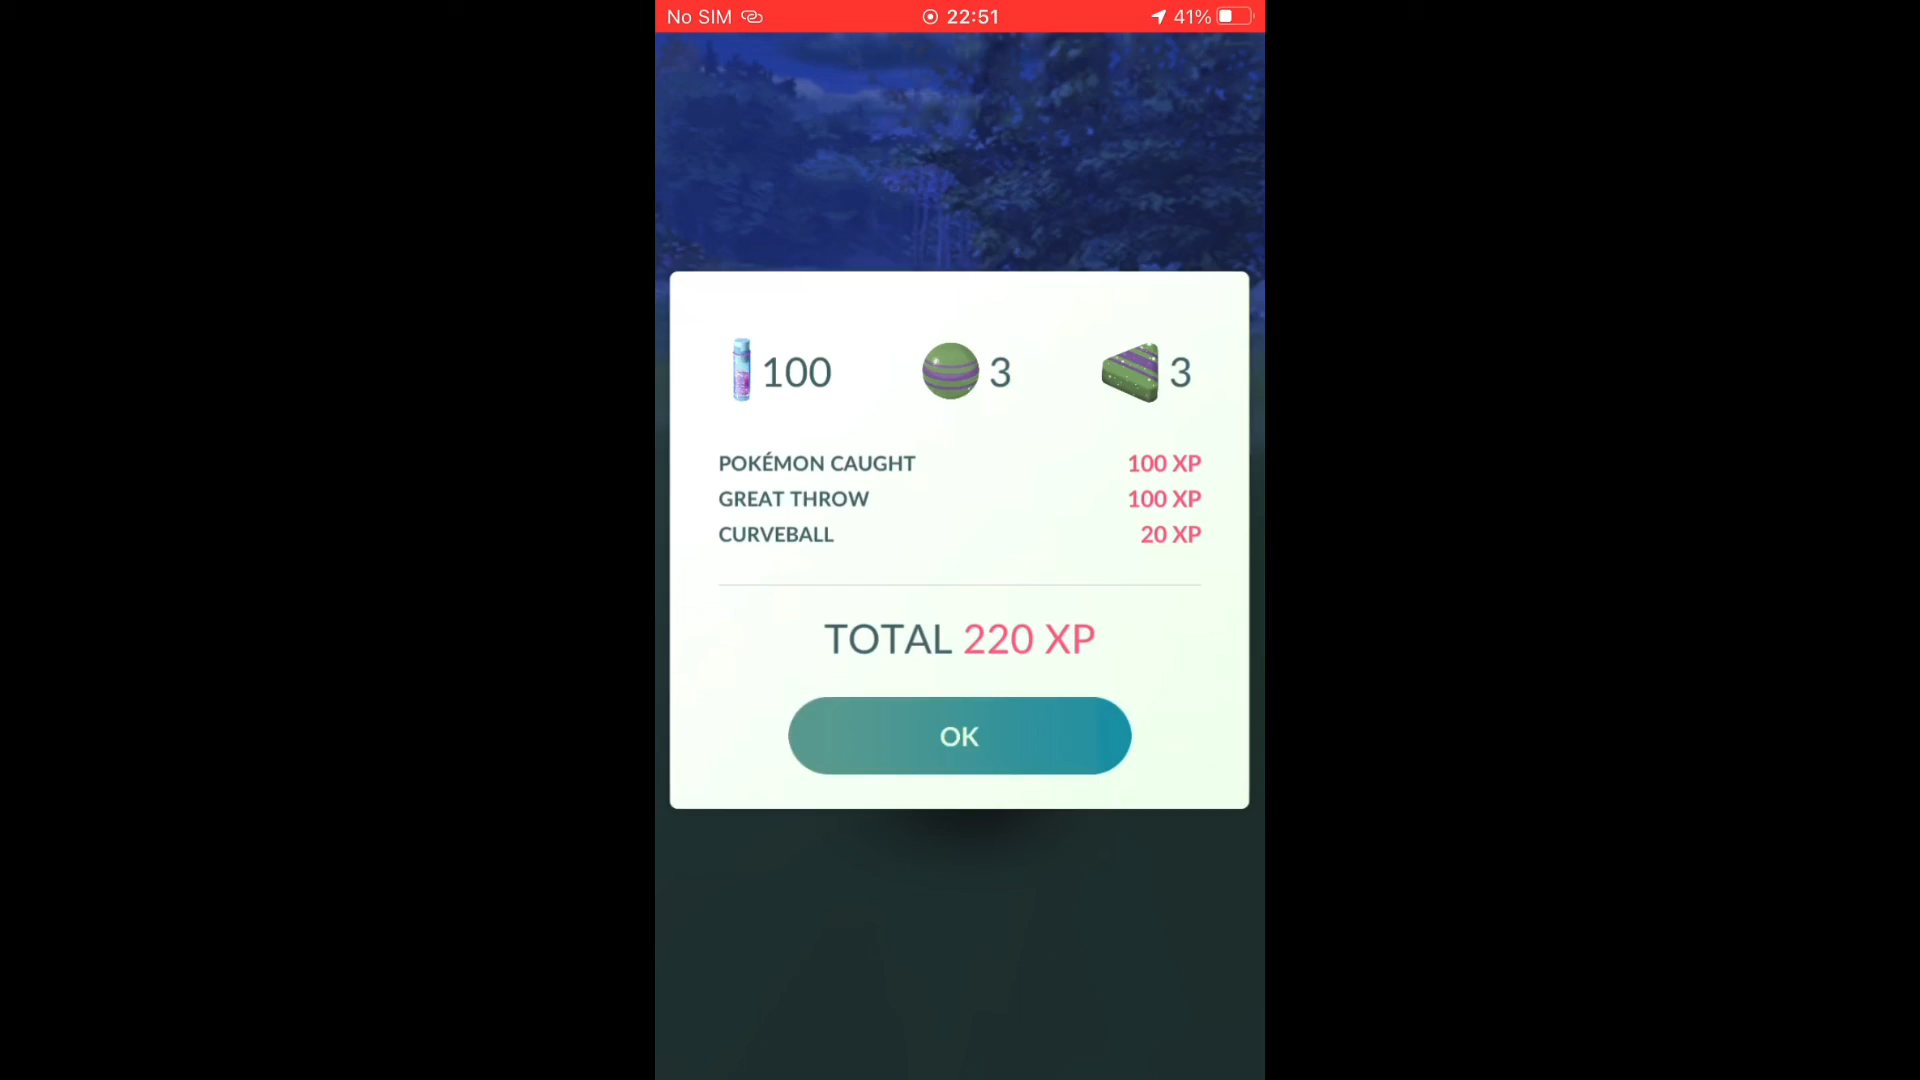 No SIM 22:51 41%
100 3 3
POKÉMON CAUGHT 100 XP
GREAT THROW 100 XP
CURVEBALL 20 XP
TOTAL 220 XP
OK